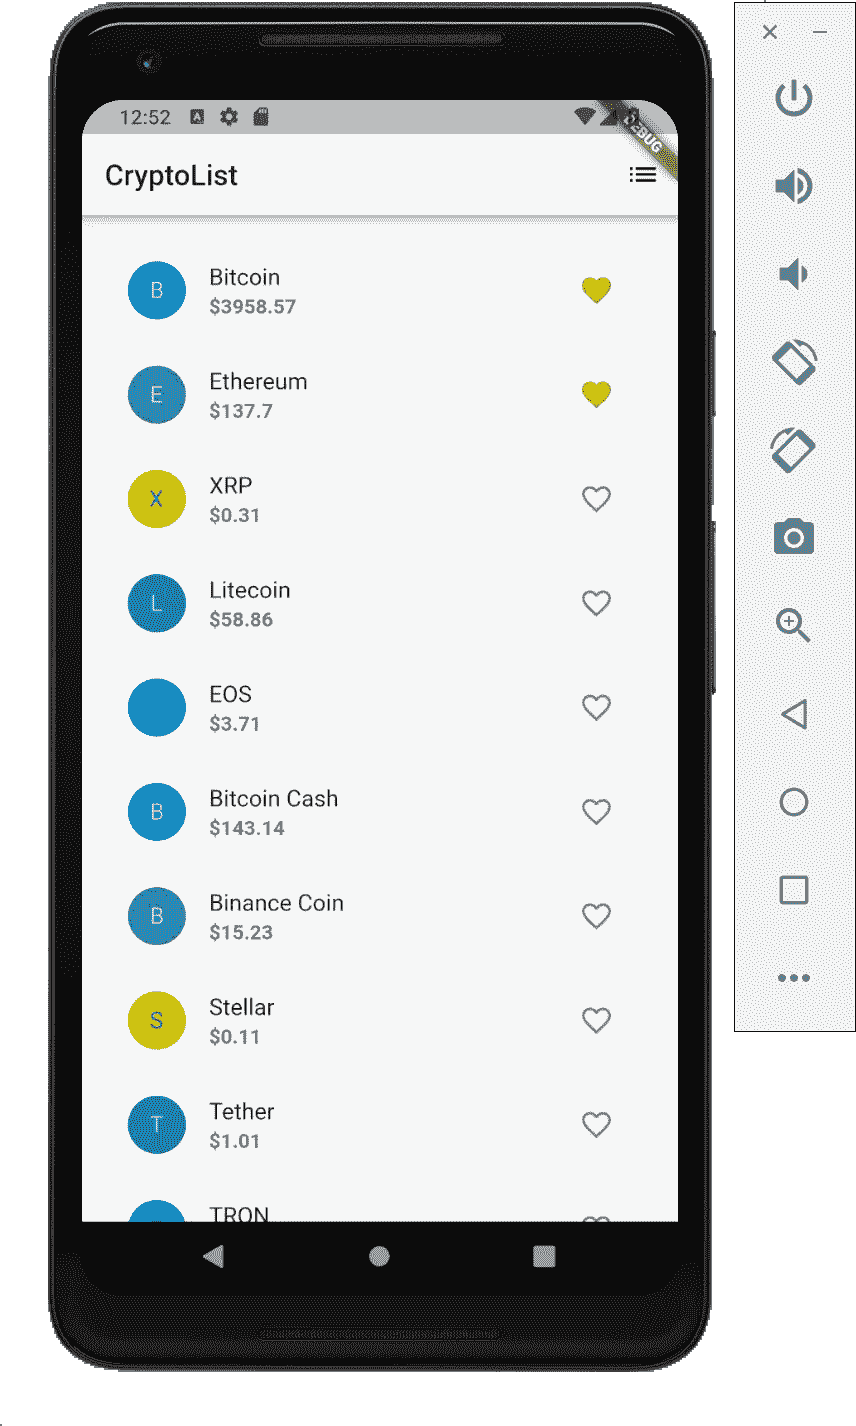 12:52
DEBUG
CryptoList
B
Bitcoin
$3958.57
E
Ethereum
$137.7
X
XRP
$0.31
L
Litecoin
$58.86
EOS
$3.71
B
Bitcoin Cash
$143.14
B
Binance Coin
$15.23
S
Stellar
$0.11
T
Tether
$1.01
TRON